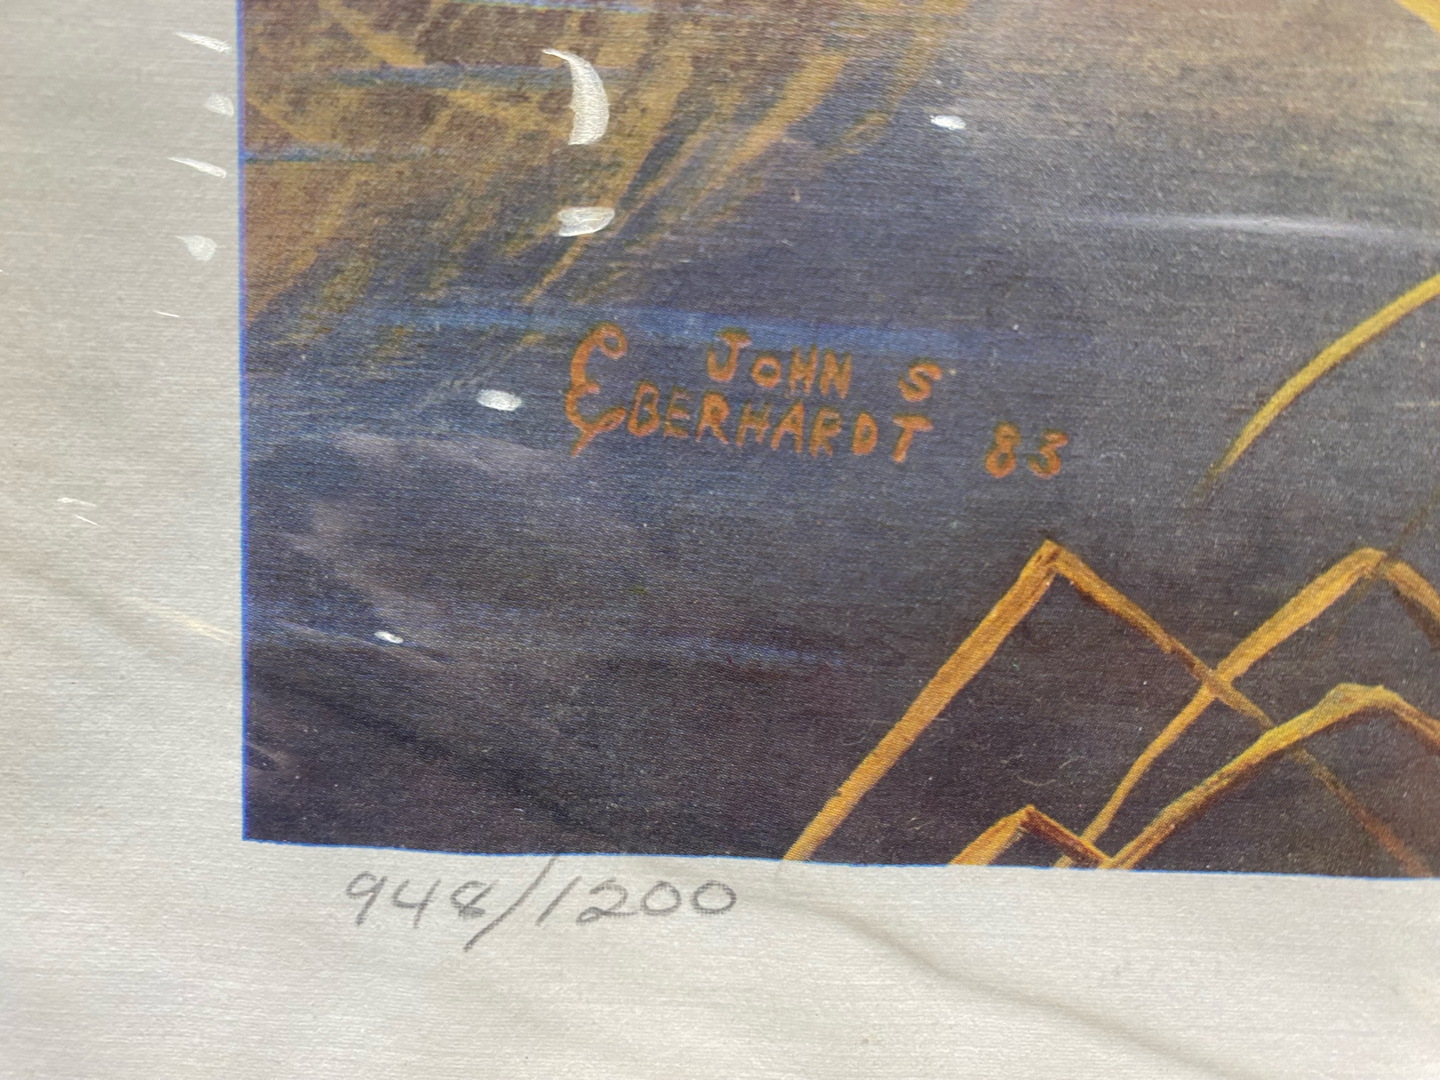 JOHN S
EBERHARDT 83
948/1200